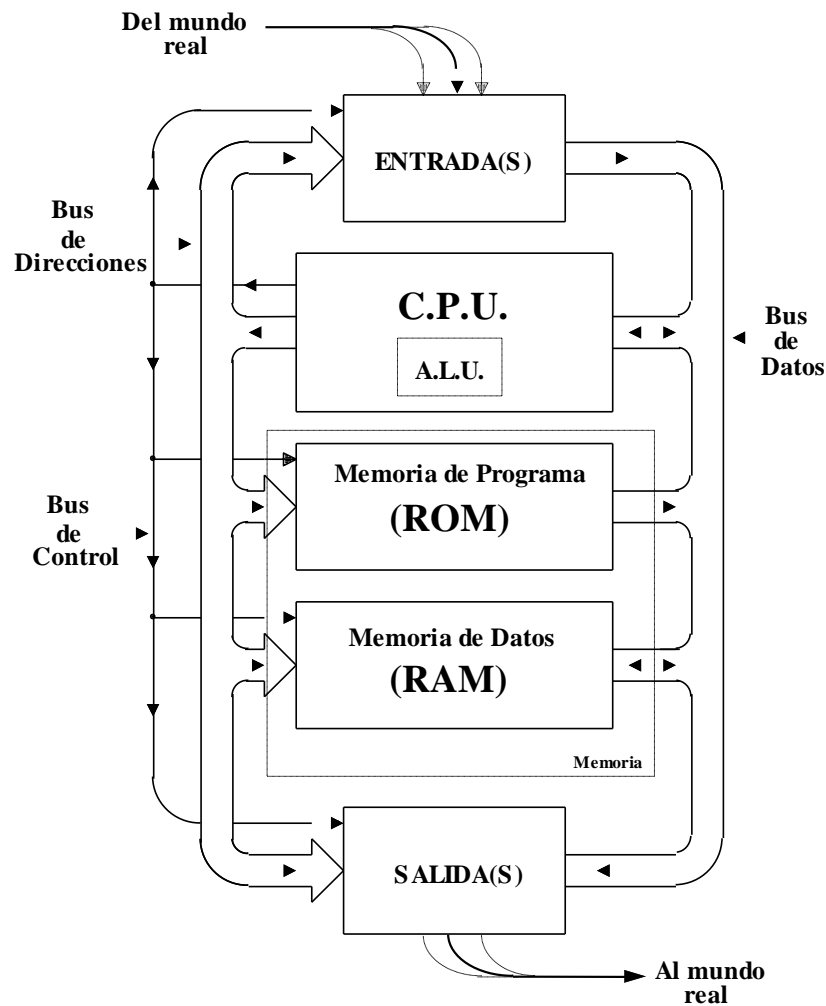 Del mundo
real
ENTRADA(S)
Bus
de
Direcciones
C.P.U.
A.L.U.
Bus
de
Datos
Memoria de Programa
(ROM)
Bus
de
Control
Memoria de Datos
(RAM)
Memoria
SALIDA(S)
Al mundo
real